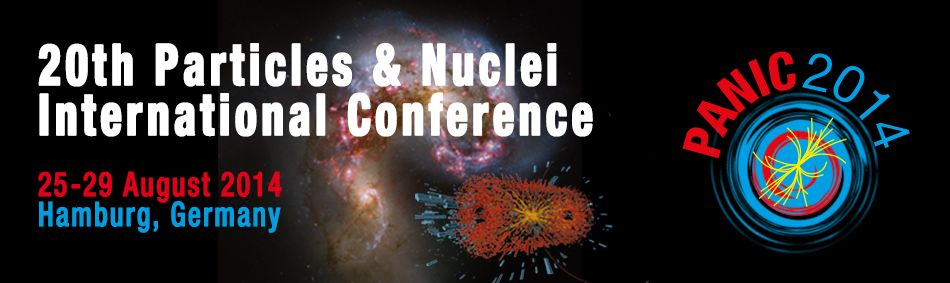 20th Particles & Nuclei
International Conference
25-29 August 2014
Hamburg, Germany
PANIC2014